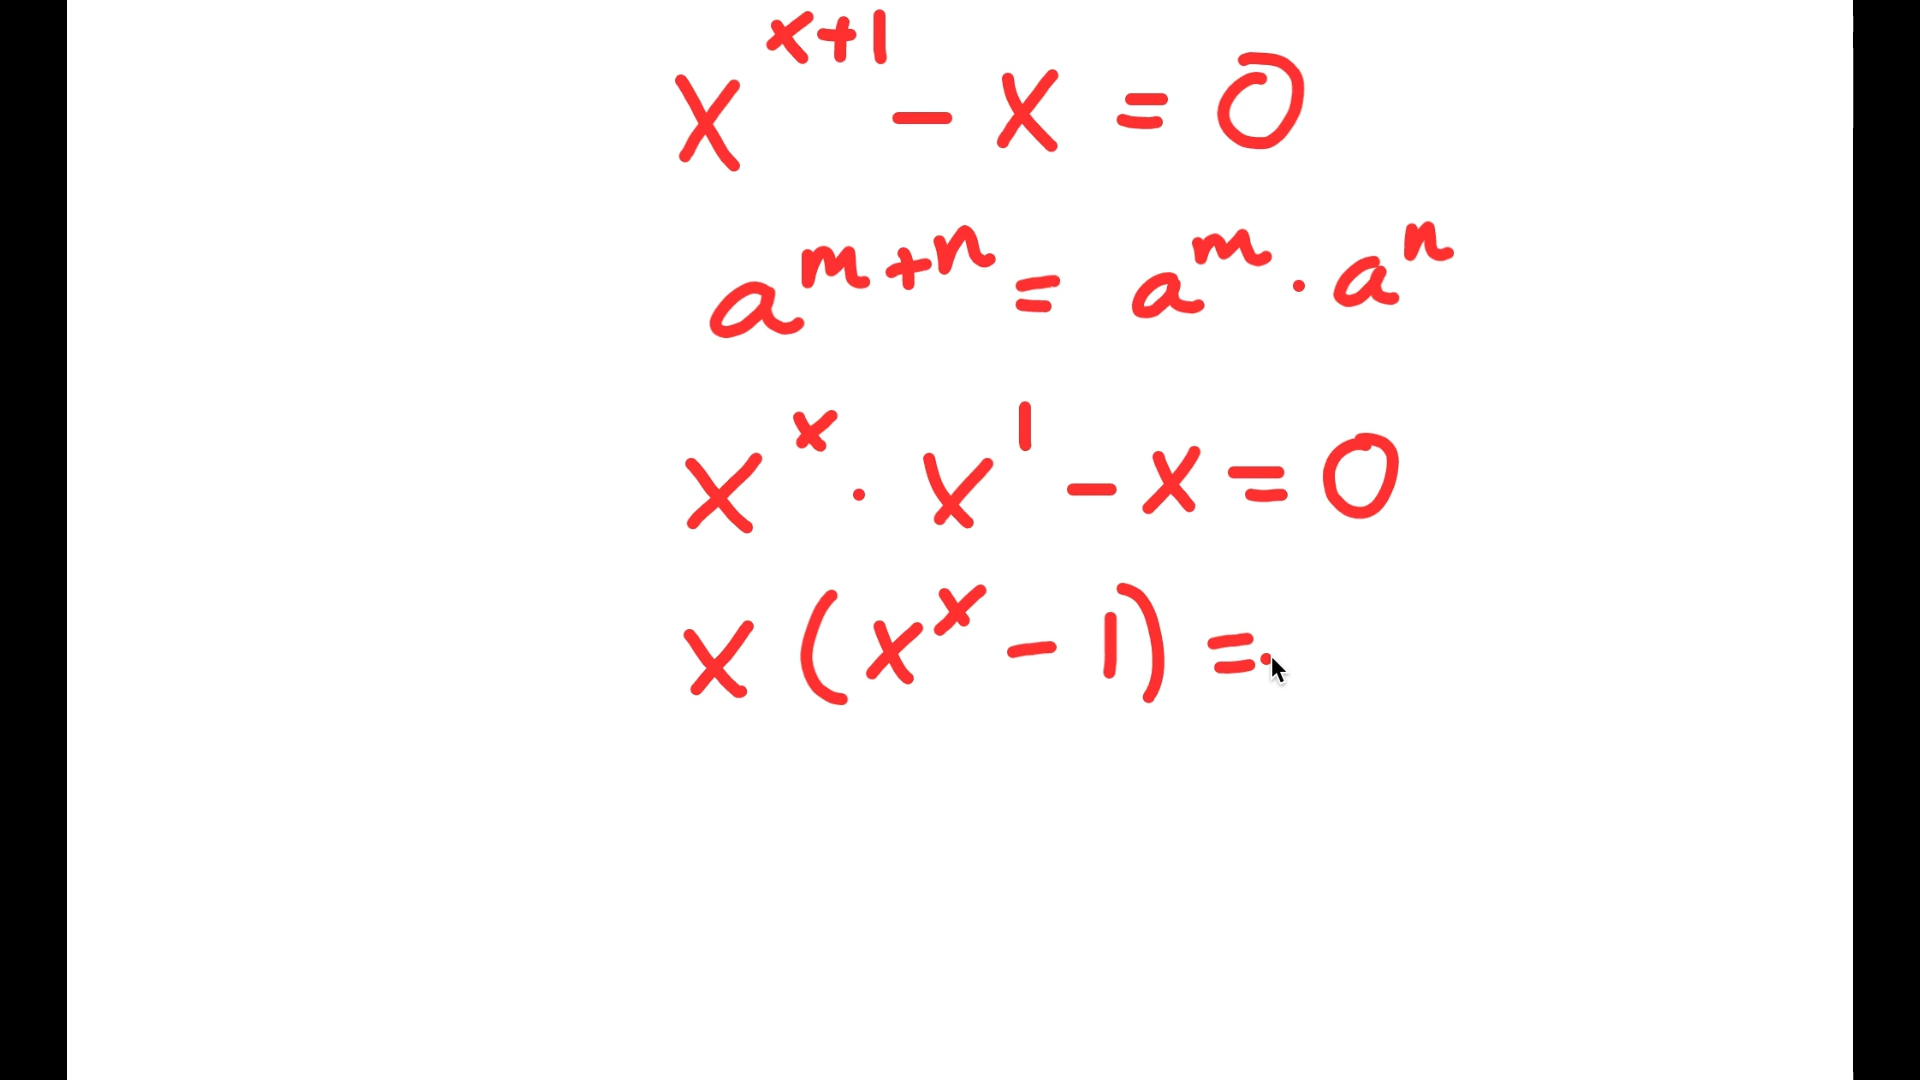 x^{x+1} - x = 0
a^{m+n} = a^m · a^n
x^x · x^1 - x = 0
x (x^x - 1) =